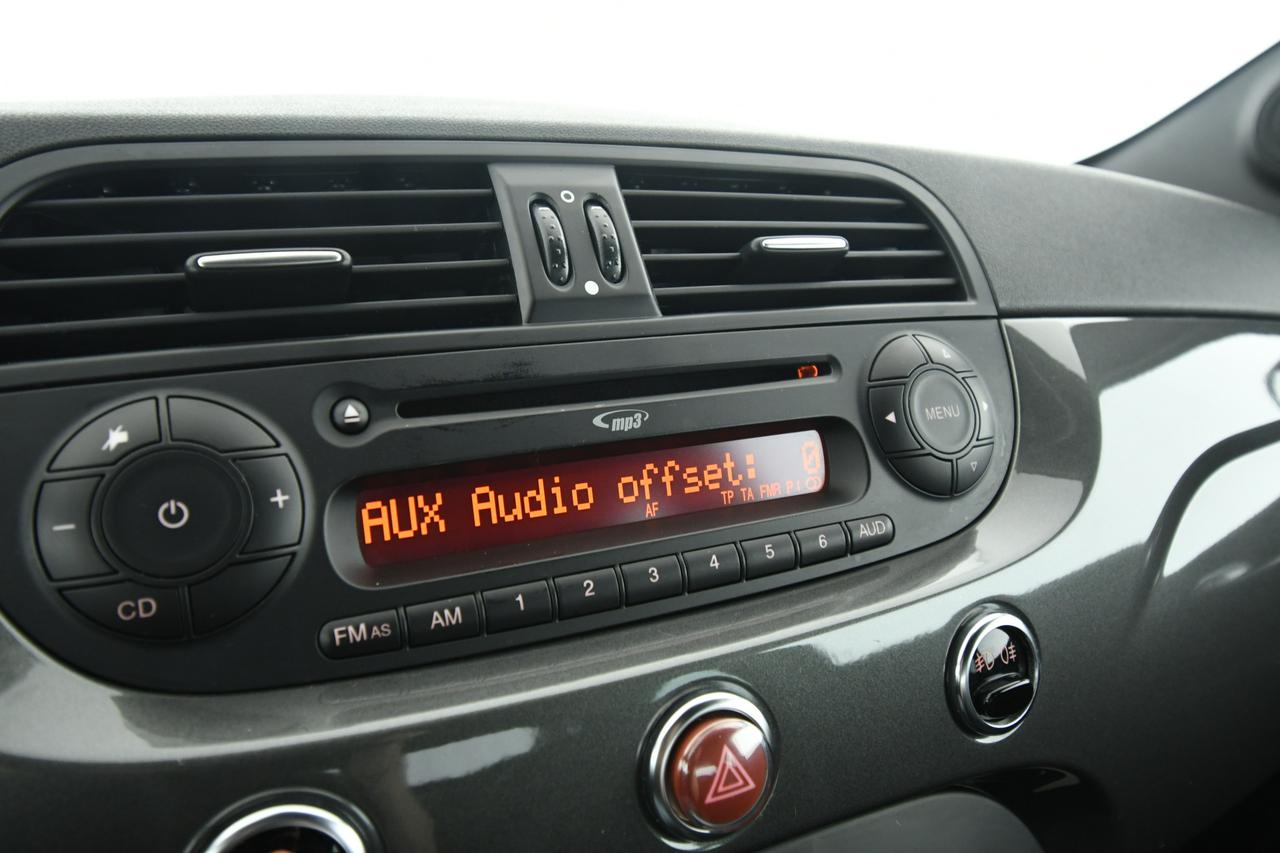 mp3
MENU
AUX Audio offset: 0
AF TP TA FMR P.I
CD
FM AS AM 1 2 3 4 5 6 AUD